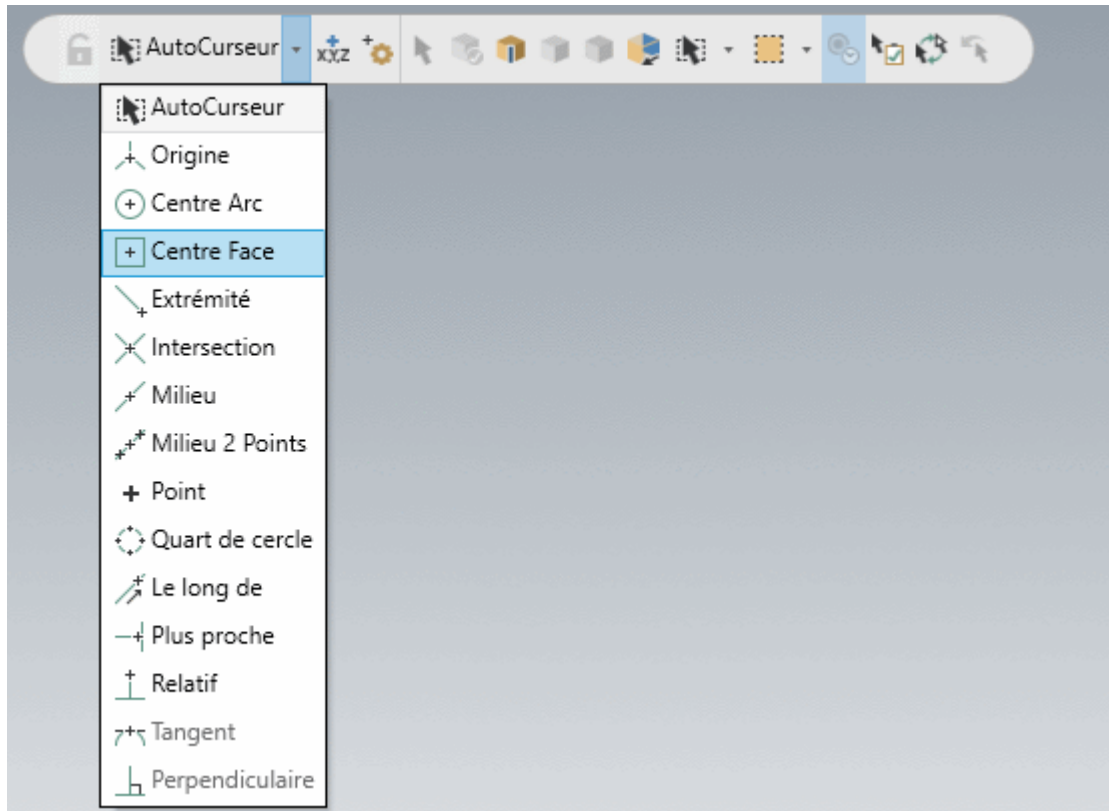 AutoCurseur
XYZ
AutoCurseur
Origine
Centre Arc
Centre Face
Extrémité
Intersection
Milieu
Milieu 2 Points
Point
Quart de cercle
Le long de
Plus proche
Relatif
Tangent
Perpendiculaire